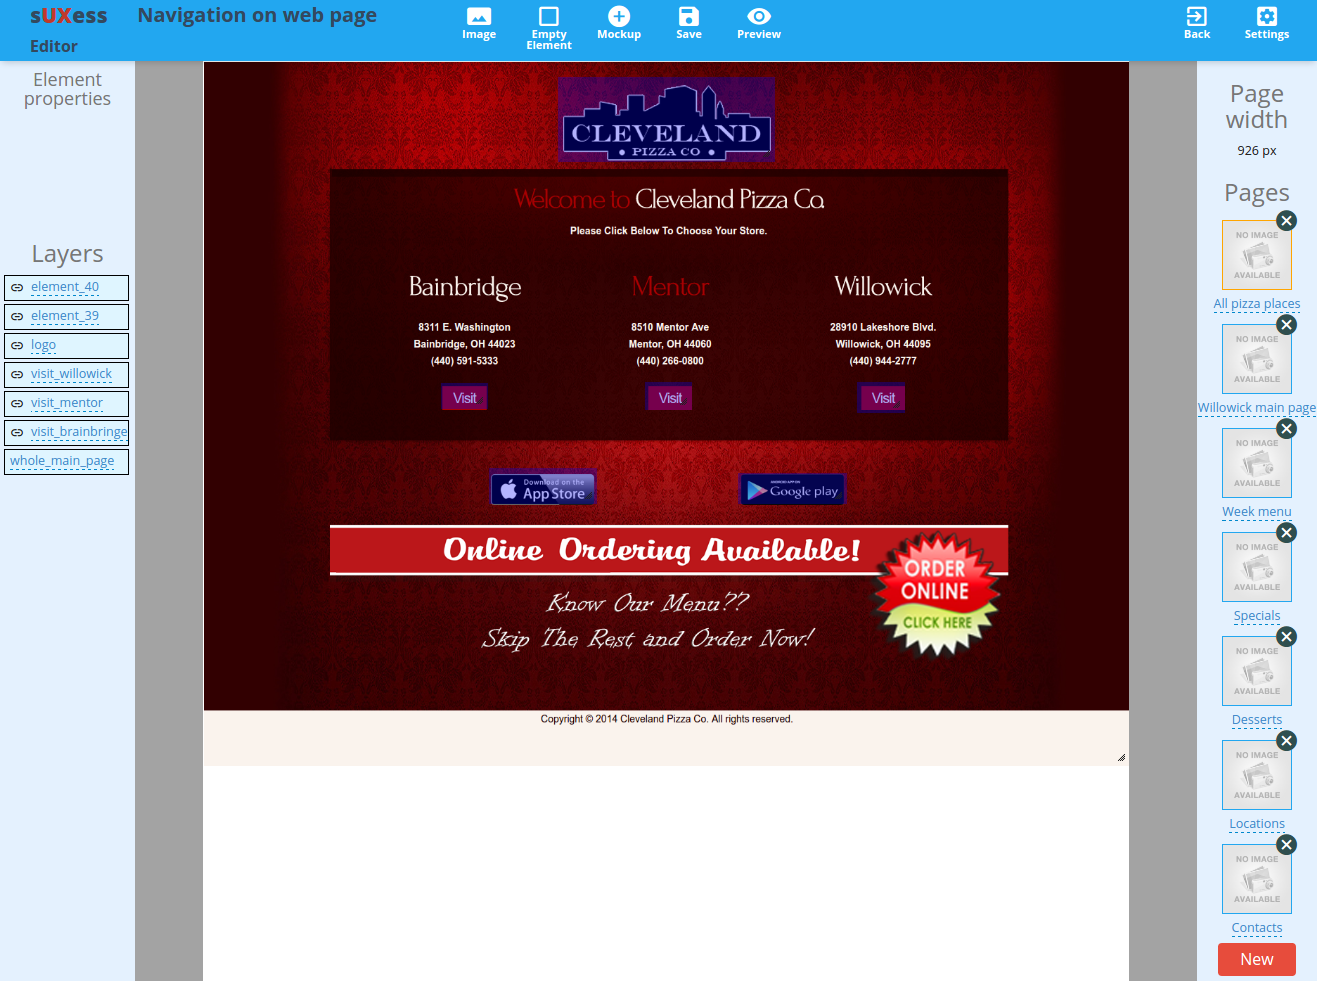 sUXess
Editor
Navigation on web page
Image
Empty
Element
Mockup
Save
Preview
Back
Settings
Element
properties
Layers
element_40
element_39
logo
visit_willowick
visit_mentor
visit_brainbringe
whole_main_page
CLEVELAND
• PIZZA CO •
Welcome to Cleveland Pizza Co.
Please Click Below To Choose Your Store.
Bainbridge
8311 E. Washington
Bainbridge, OH 44023
(440) 591-5333
Visit
Mentor
8510 Mentor Ave
Mentor, OH 44060
(440) 266-0800
Visit
Willowick
28910 Lakeshore Blvd.
Willowick, OH 44095
(440) 944-2777
Visit
Download on the
App Store
ANDROID APP ON
Google play
Online Ordering Available!
Know Our Menu??
Skip The Rest and Order Now!
ORDER
ONLINE
CLICK HERE
Copyright © 2014 Cleveland Pizza Co. All rights reserved.
Page
width
926 px
Pages
NO IMAGE
AVAILABLE
All pizza places
NO IMAGE
AVAILABLE
Willowick main page
NO IMAGE
AVAILABLE
Week menu
NO IMAGE
AVAILABLE
Specials
NO IMAGE
AVAILABLE
Desserts
NO IMAGE
AVAILABLE
Locations
NO IMAGE
AVAILABLE
Contacts
New